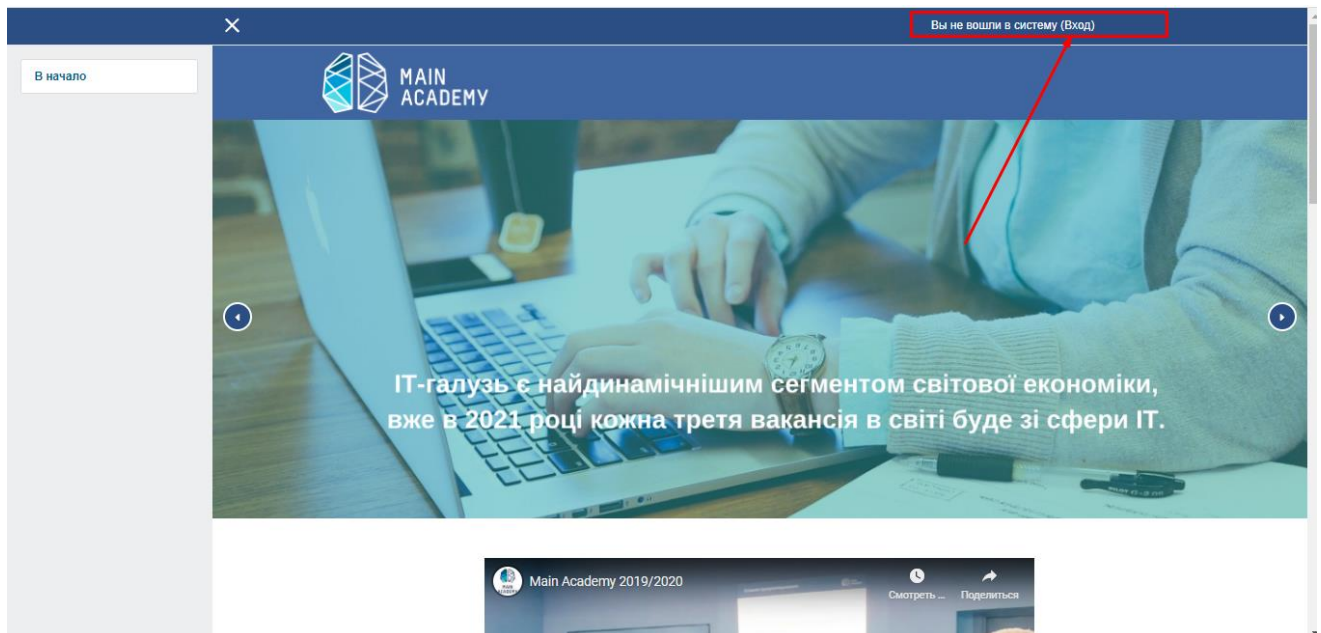 Вы не вошли в систему (Вход)
В начало
MAIN
ACADEMY
ІТ-галузь є найдинамічнішим сегментом світової економіки,
вже в 2021 році кожна третя вакансія в світі буде зі сфери ІТ.
Main Academy 2019/2020
Смотреть ...
Поделиться